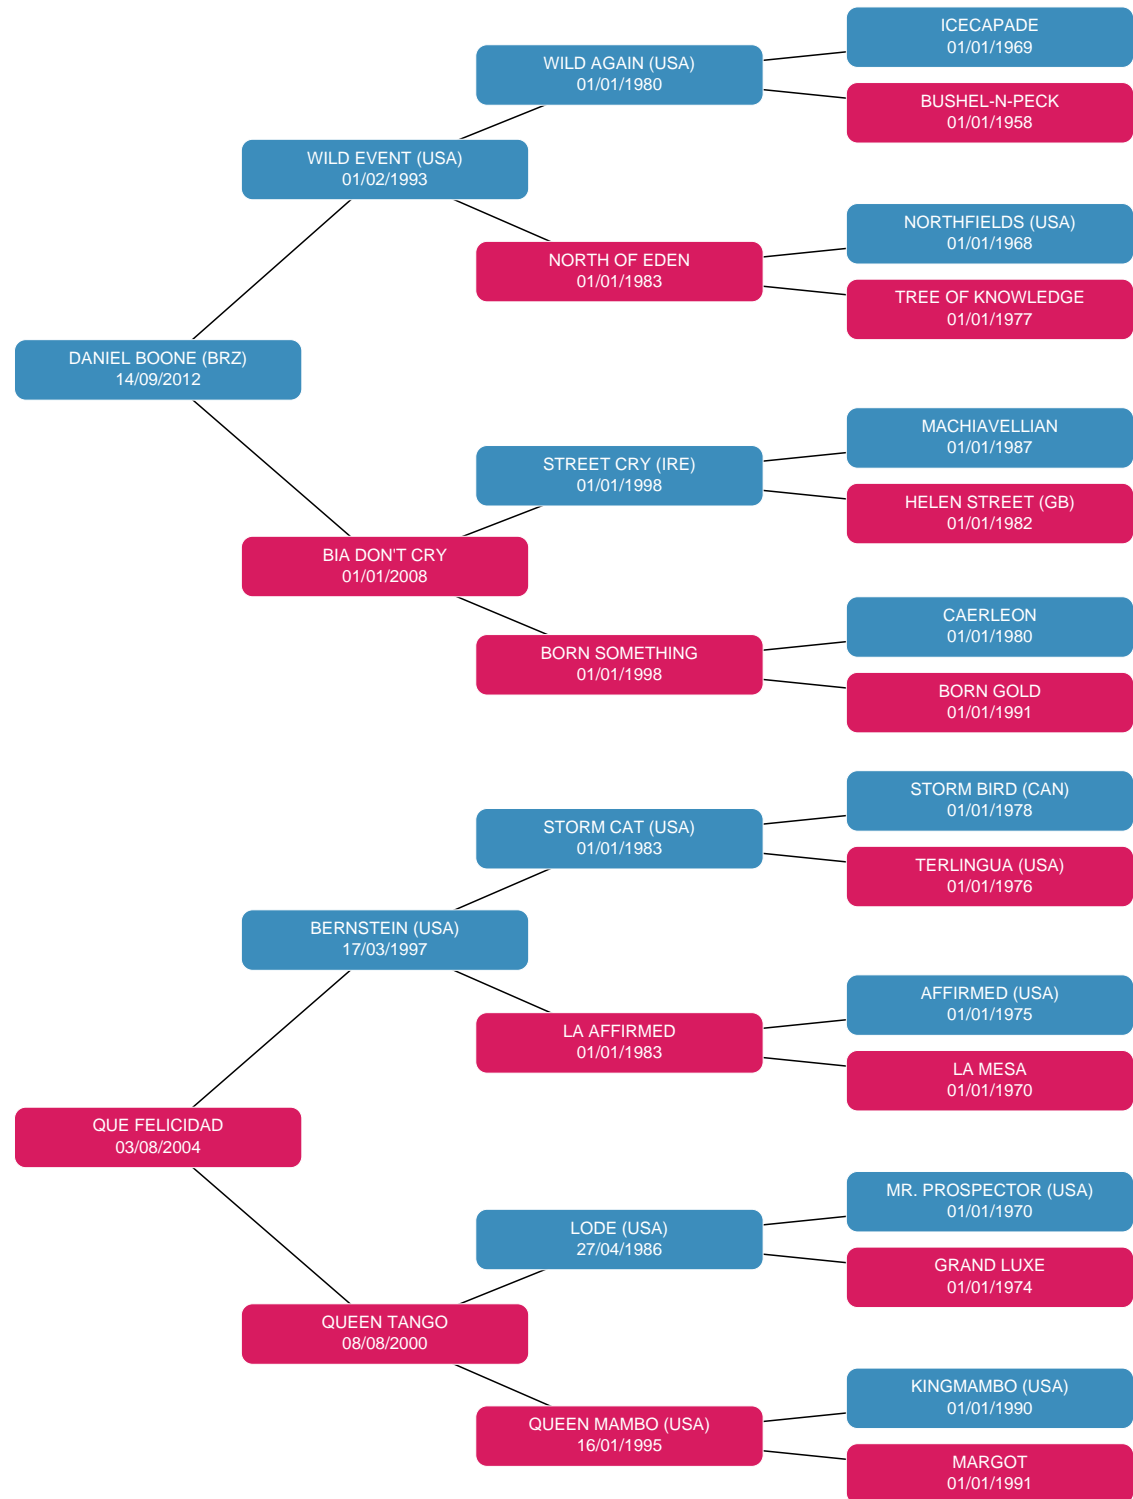 ICECAPADE
01/01/1969
WILD AGAIN (USA)
01/01/1980
BUSHEL-N-PECK
01/01/1958
WILD EVENT (USA)
01/02/1993
NORTHFIELDS (USA)
01/01/1968
NORTH OF EDEN
01/01/1983
TREE OF KNOWLEDGE
01/01/1977
DANIEL BOONE (BRZ)
14/09/2012
MACHIAVELLIAN
01/01/1987
STREET CRY (IRE)
01/01/1998
HELEN STREET (GB)
01/01/1982
BIA DON'T CRY
01/01/2008
CAERLEON
01/01/1980
BORN SOMETHING
01/01/1998
BORN GOLD
01/01/1991
STORM BIRD (CAN)
01/01/1978
STORM CAT (USA)
01/01/1983
TERLINGUA (USA)
01/01/1976
BERNSTEIN (USA)
17/03/1997
AFFIRMED (USA)
01/01/1975
LA AFFIRMED
01/01/1983
LA MESA
01/01/1970
QUE FELICIDAD
03/08/2004
MR. PROSPECTOR (USA)
01/01/1970
LODE (USA)
27/04/1986
GRAND LUXE
01/01/1974
QUEEN TANGO
08/08/2000
KINGMAMBO (USA)
01/01/1990
QUEEN MAMBO (USA)
16/01/1995
MARGOT
01/01/1991